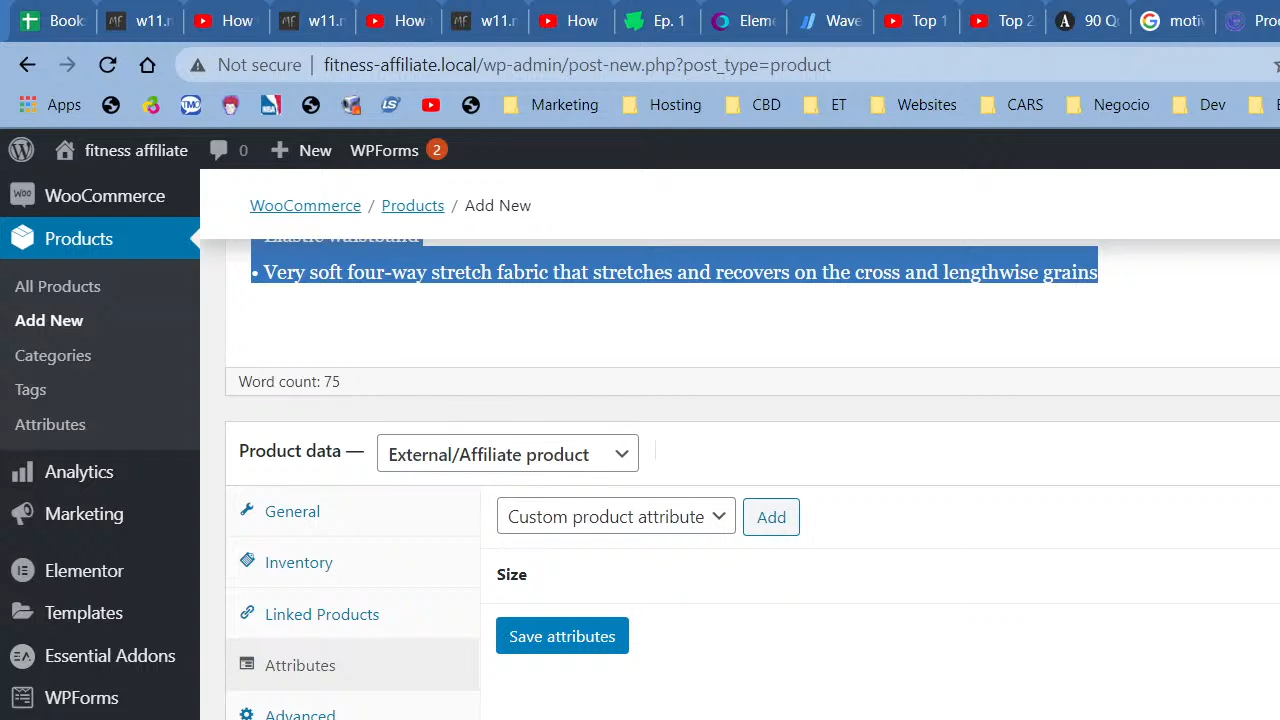 Book
w11.r
How
w11.r
How
w11.r
How
Ep. 1
Elem
Wave
Top 1
Top 2
90 Qu
motiv
Prod
Not secure | fitness-affiliate.local/wp-admin/post-new.php?post_type=product
Apps
Marketing
Hosting
CBD
ET
Websites
CARS
Negocio
Dev
fitness affiliate
0
New
WPForms 2
WooCommerce
WooCommerce / Products / Add New
Products
Elastic waistband
• Very soft four-way stretch fabric that stretches and recovers on the cross and lengthwise grains
All Products
Add New
Categories
Tags
Attributes
Word count: 75
Analytics
Marketing
Elementor
Templates
Essential Addons
WPForms
Product data —
External/Affiliate product
General
Inventory
Linked Products
Attributes
Advanced
Custom product attribute
Add
Size
Save attributes